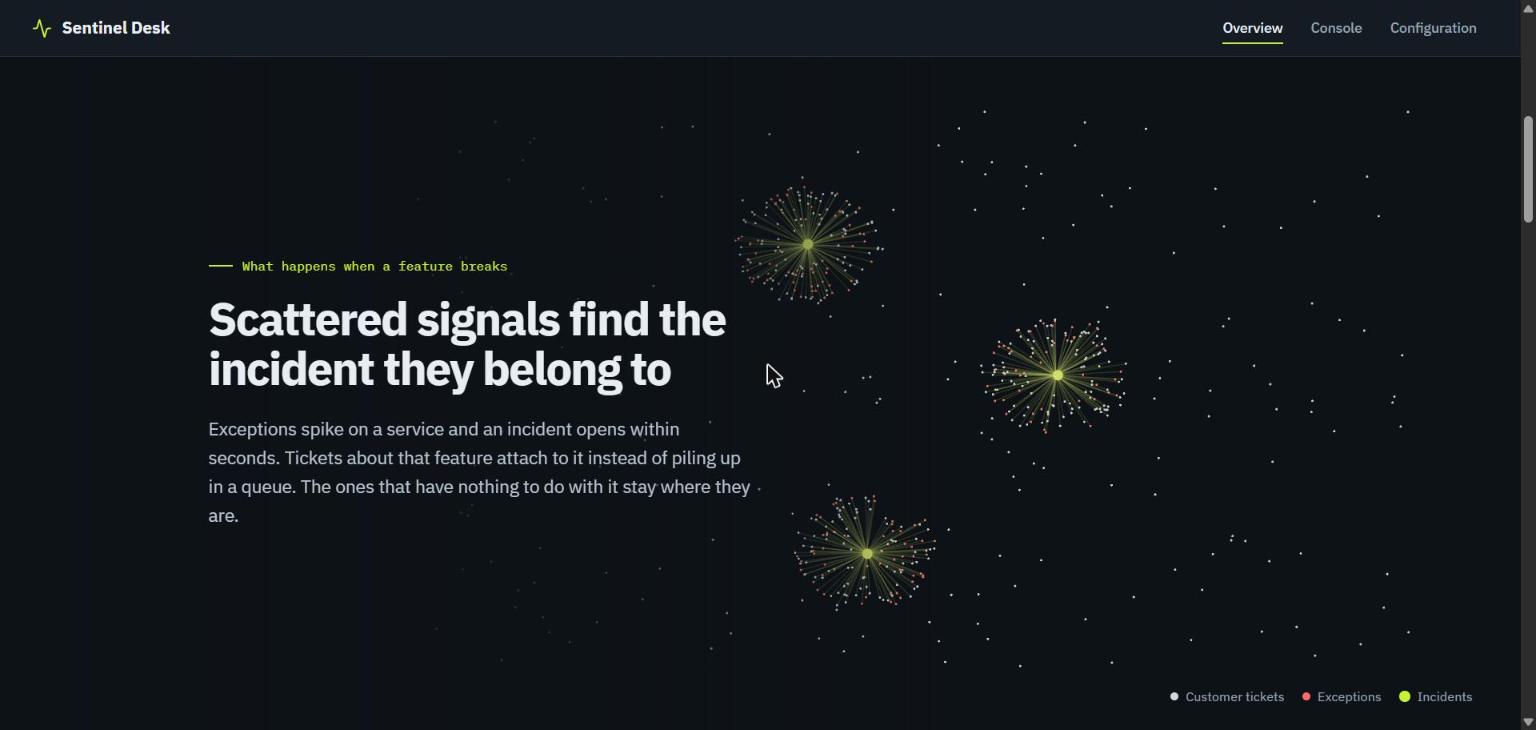 Sentinel Desk
Overview
Console
Configuration
What happens when a feature breaks
Scattered signals find the
incident they belong to
Exceptions spike on a service and an incident opens within
seconds. Tickets about that feature attach to it instead of piling up
in a queue. The ones that have nothing to do with it stay where they
are.
Customer tickets
Exceptions
Incidents